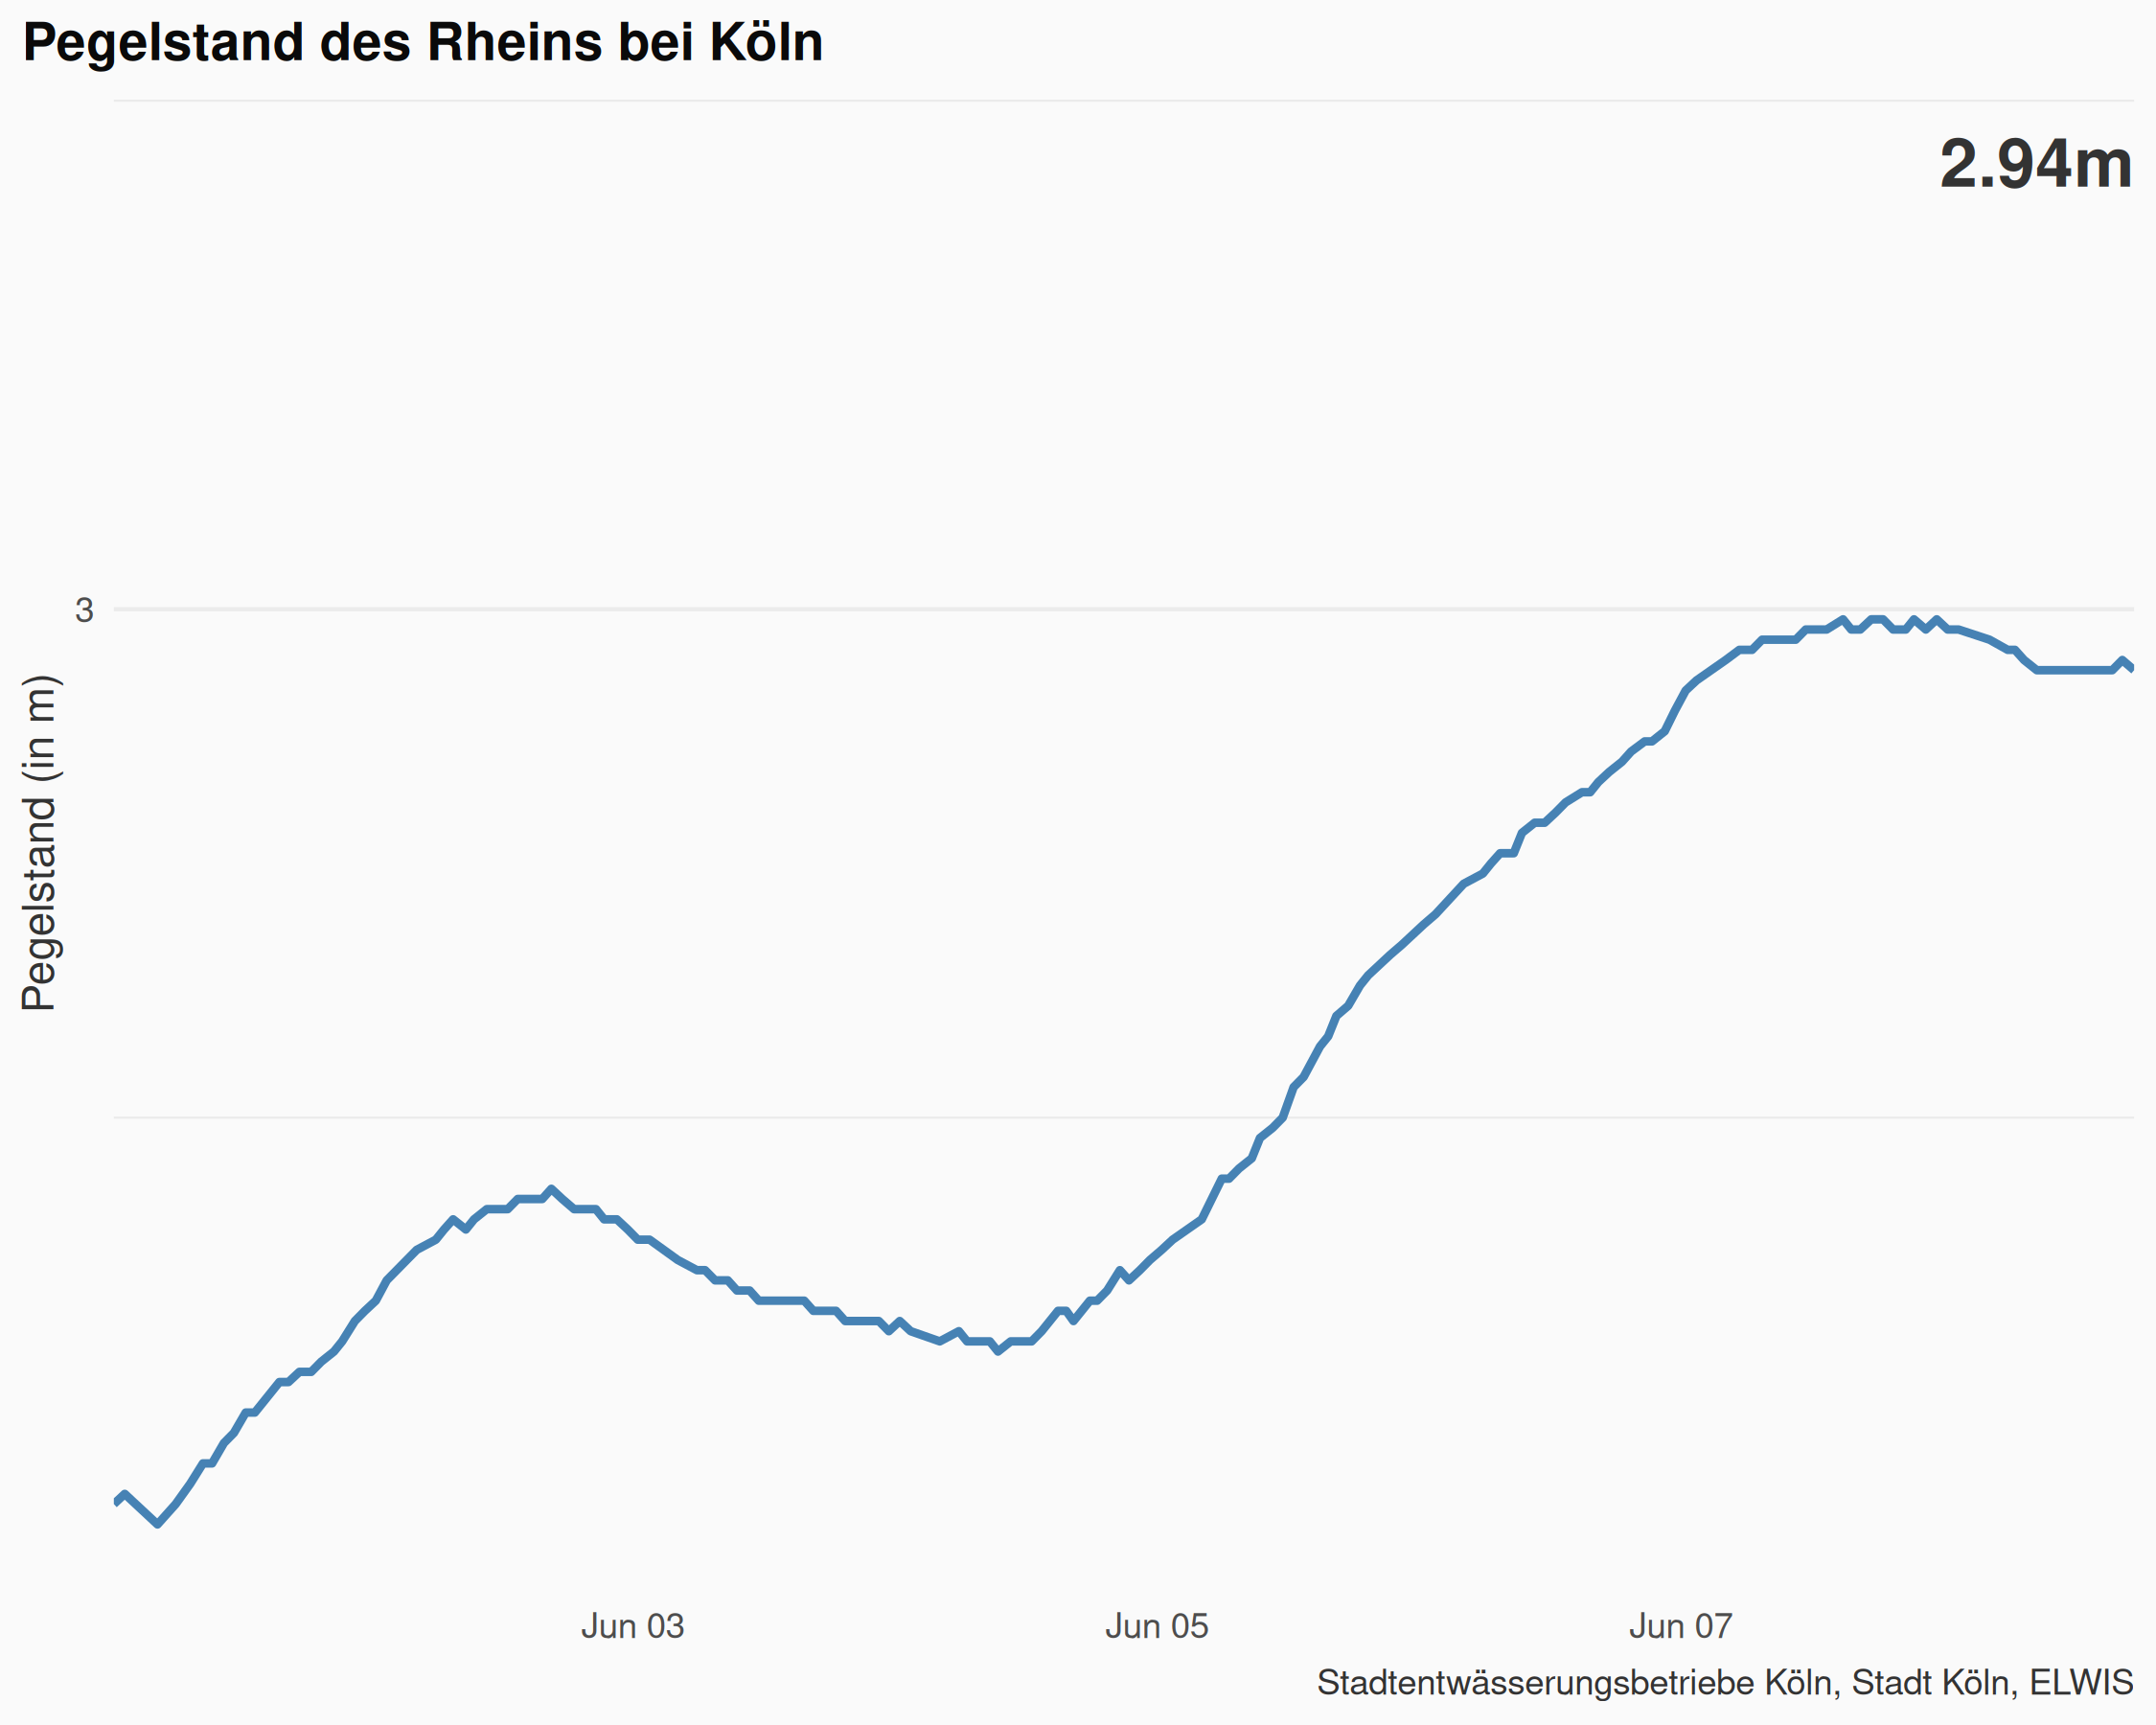 Pegelstand des Rheins bei Köln
2.94m
3
Pegelstand (in m)
Jun 03
Jun 05
Jun 07
Stadtentwässerungsbetriebe Köln, Stadt Köln, ELWIS